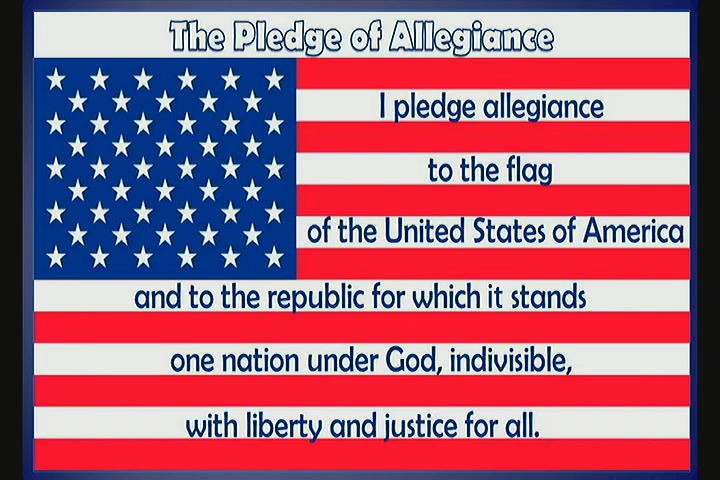 The Pledge of Allegiance
I pledge allegiance
to the flag
of the United States of America
and to the republic for which it stands
one nation under God, indivisible,
with liberty and justice for all.